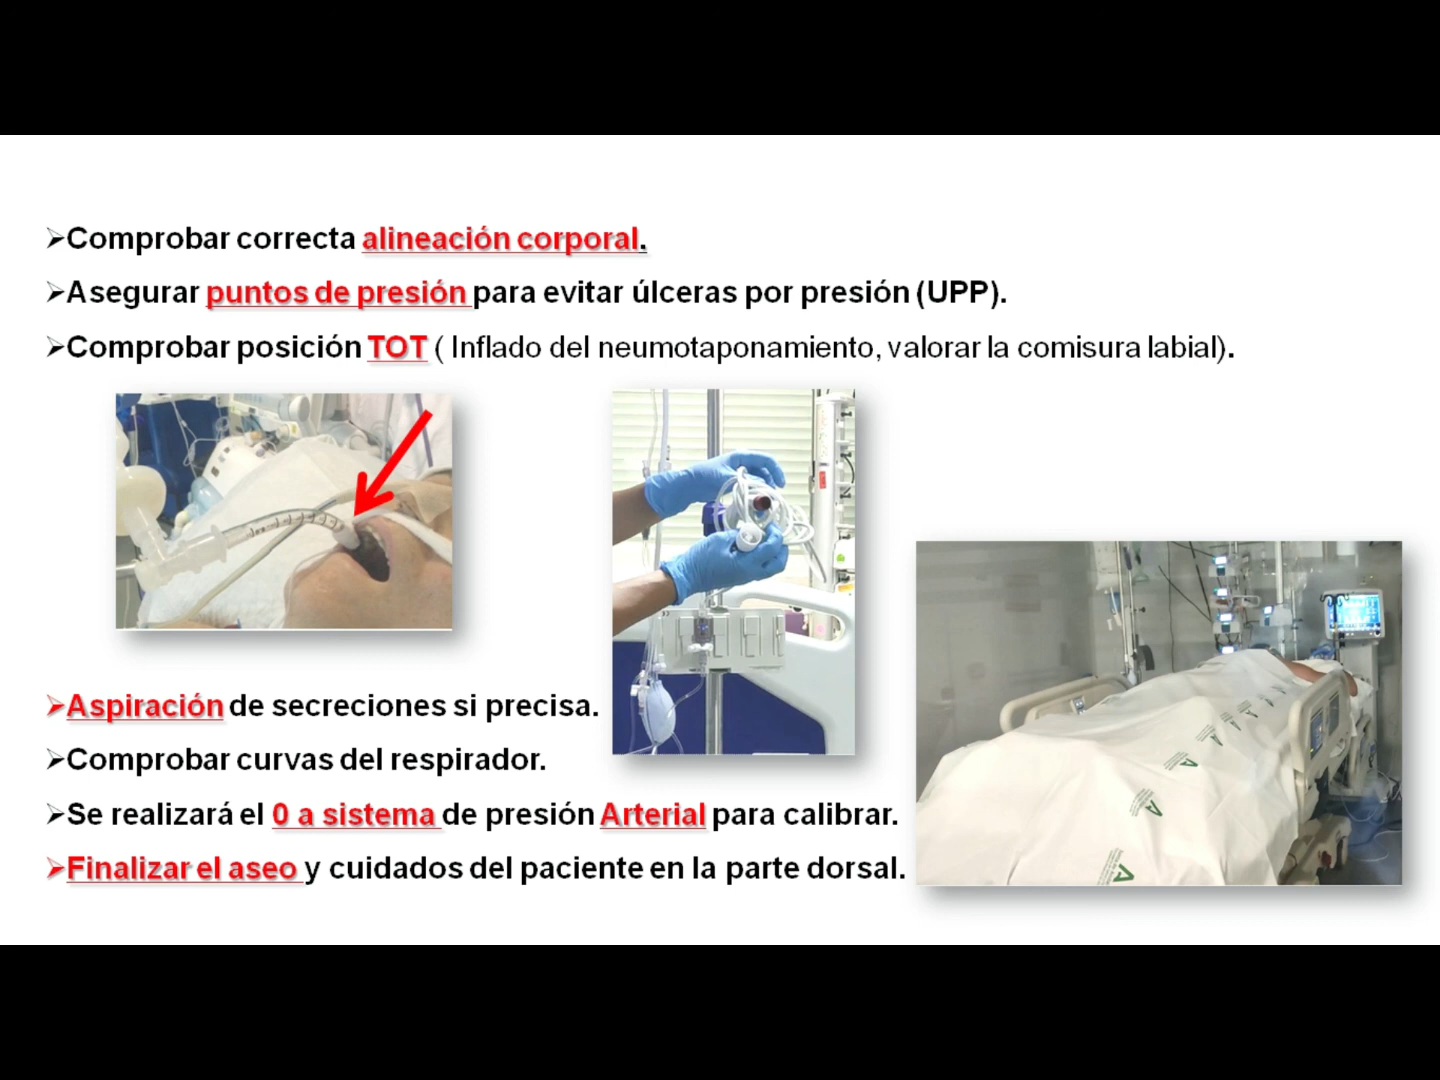 ➢Comprobar correcta alineación corporal.
➢Asegurar puntos de presión para evitar úlceras por presión (UPP).
➢Comprobar posición TOT ( Inflado del neumotaponamiento, valorar la comisura labial).
➢Aspiración de secreciones si precisa.
➢Comprobar curvas del respirador.
➢Se realizará el 0 a sistema de presión Arterial para calibrar.
➢Finalizar el aseo y cuidados del paciente en la parte dorsal.